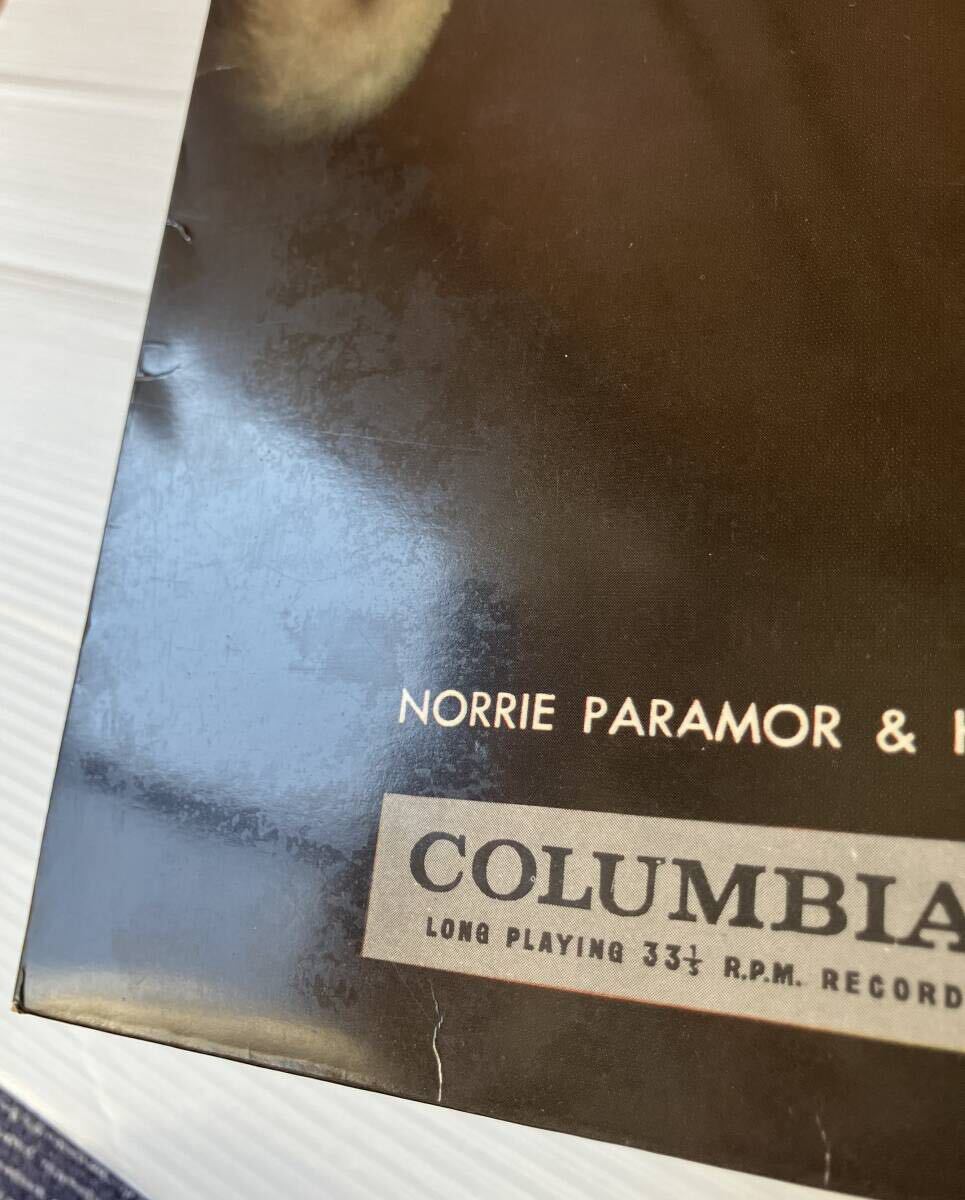 NORRIE PARAMOR &
COLUMBIA
LONG PLAYING 33⅓ R.P.M. RECORD